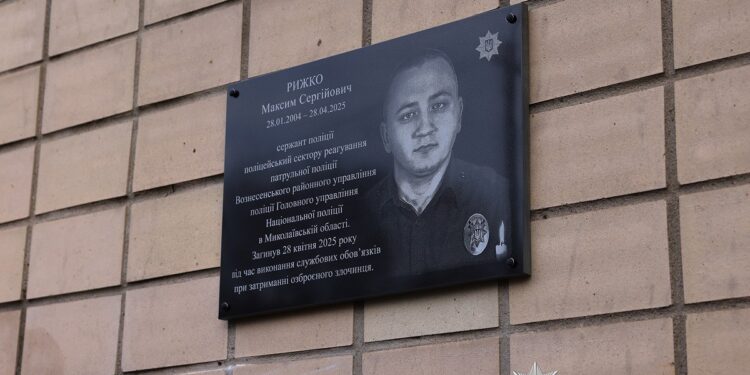 РИЖКО
Максим Сергійович
28.01.2004 – 28.04.2025
сержант поліції
поліцейський сектору реагування
патрульної поліції
Вознесенського районного управління
поліції Головного управління
Національної поліції
в Миколаївській області.
Загинув 28 квітня 2025 року
під час виконання службових обов'язків
при затриманні озброєного злочинця.